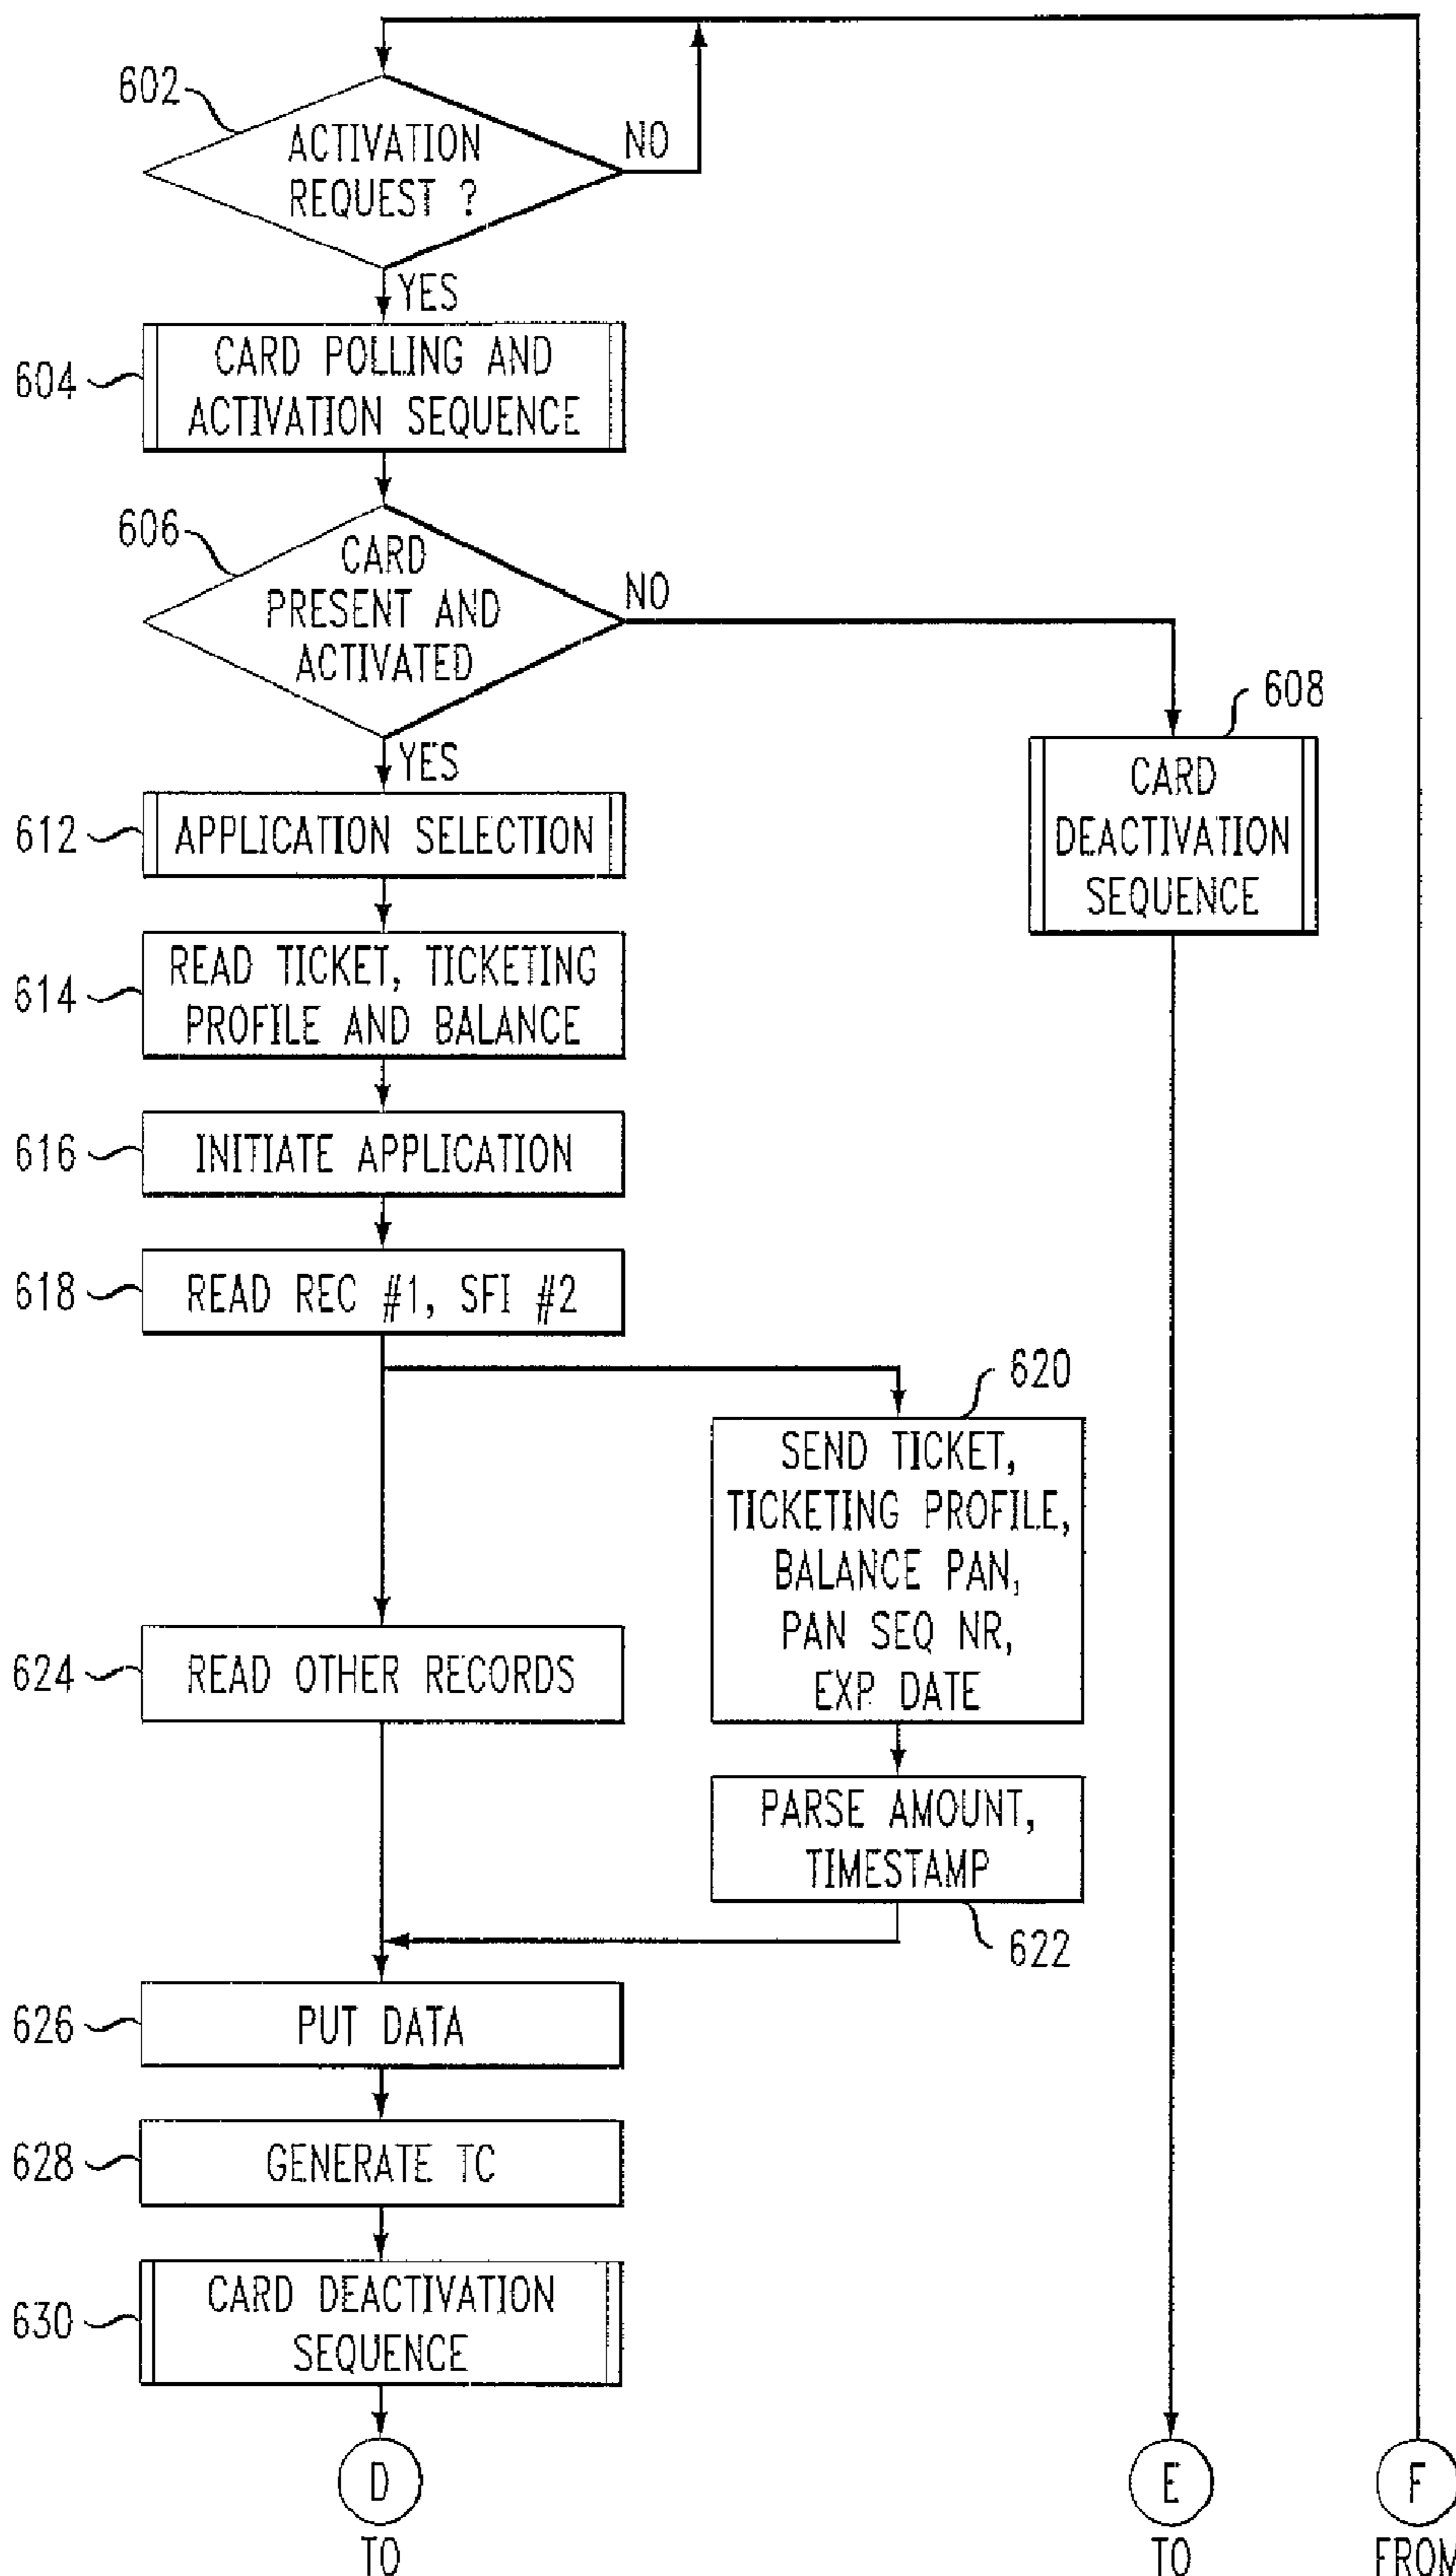 602
ACTIVATION
REQUEST ?
NO
YES
604
CARD POLLING AND
ACTIVATION SEQUENCE
606
CARD
PRESENT AND
ACTIVATED
NO
YES
608
CARD
DEACTIVATION
SEQUENCE
612
APPLICATION SELECTION
614
READ TICKET, TICKETING
PROFILE AND BALANCE
616
INITIATE APPLICATION
618
READ REC #1, SFI #2
620
SEND TICKET,
TICKETING PROFILE,
BALANCE PAN,
PAN SEQ NR,
EXP. DATE
624
READ OTHER RECORDS
PARSE AMOUNT,
TIMESTAMP
622
626
PUT DATA
628
GENERATE TC
630
CARD DEACTIVATION
SEQUENCE
D
TO
E
TO
F
FROM